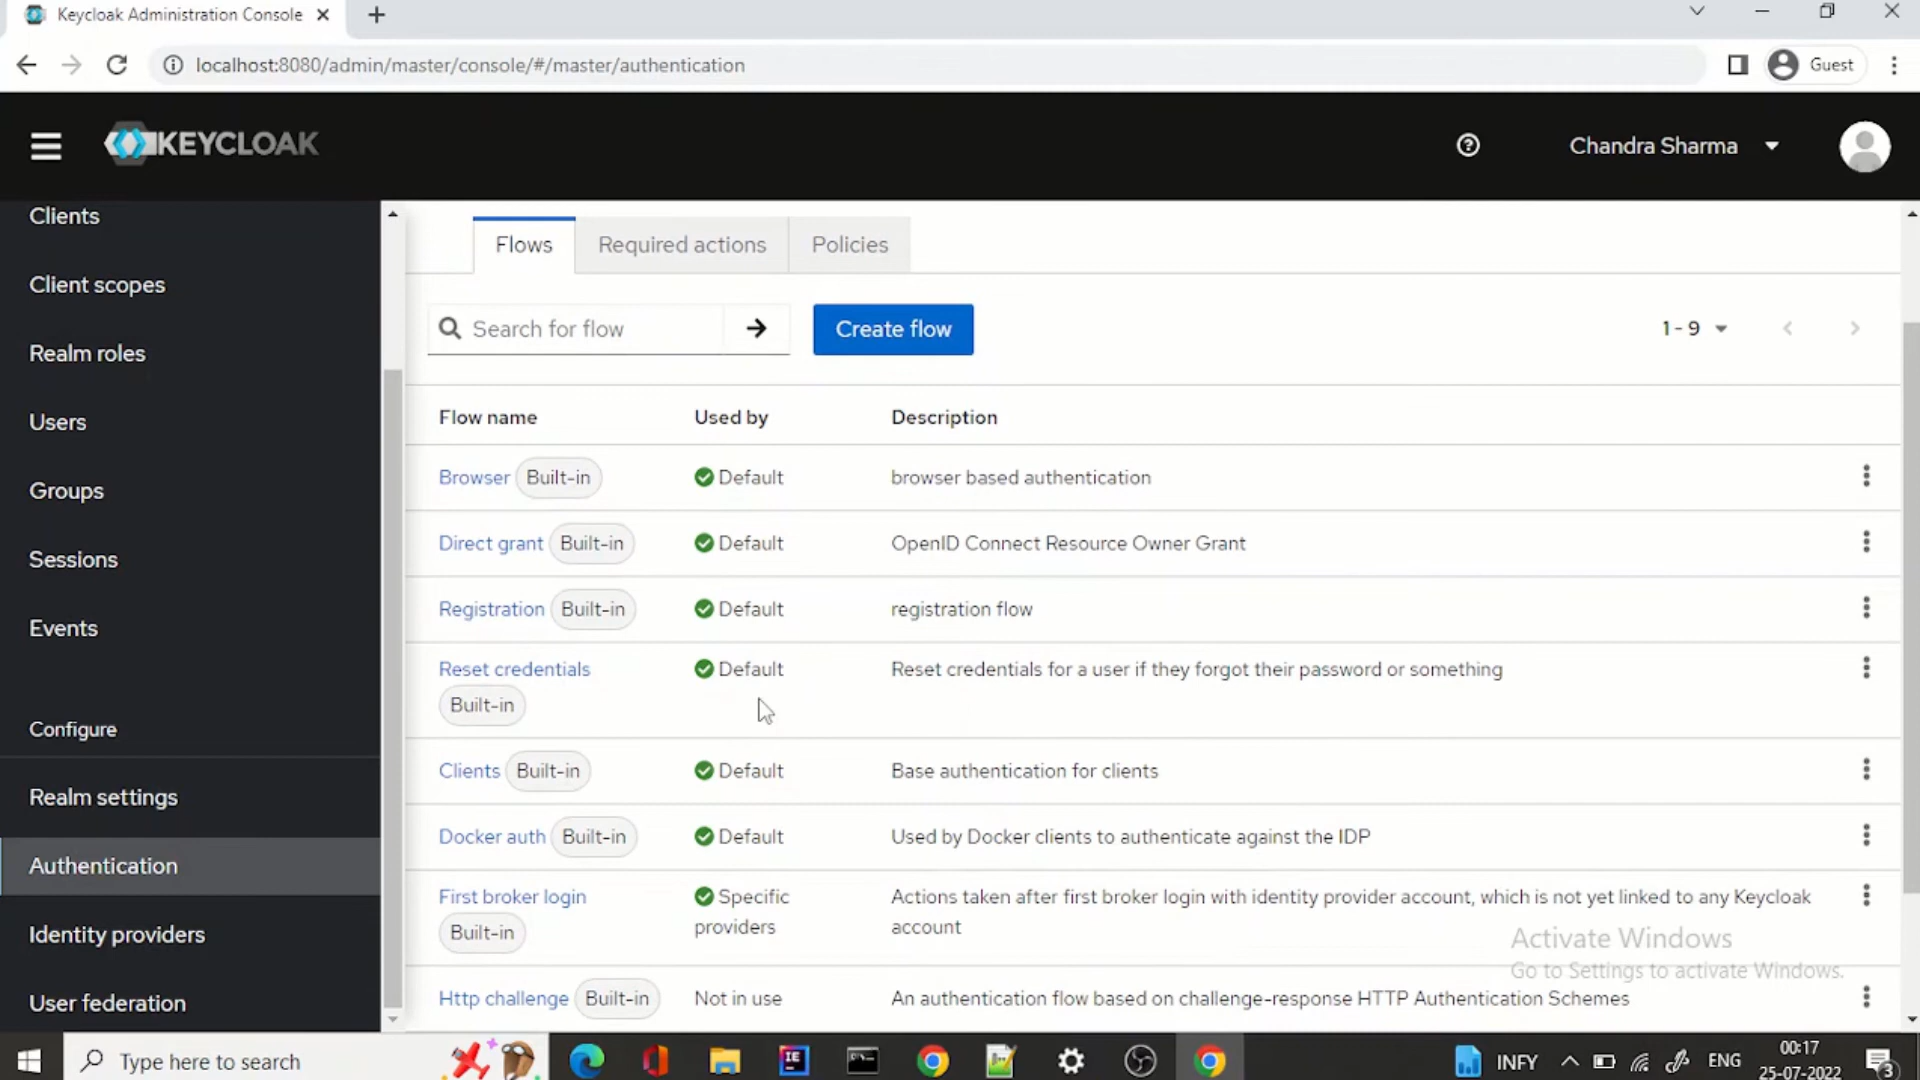 Keycloak Administration Console
localhost:8080/admin/master/console/#/master/authentication
Guest
KEYCLOAK
Chandra Sharma
Clients
Client scopes
Realm roles
Users
Groups
Sessions
Events
Configure
Realm settings
Authentication
Identity providers
User federation
Flows Required actions Policies
Search for flow Create flow 1 - 9
Flow name Used by Description
Browser Built-in Default browser based authentication
Direct grant Built-in Default OpenID Connect Resource Owner Grant
Registration Built-in Default registration flow
Reset credentials Default Reset credentials for a user if they forgot their password or something
Built-in
Clients Built-in Default Base authentication for clients
Docker auth Built-in Default Used by Docker clients to authenticate against the IDP
First broker login Specific Actions taken after first broker login with identity provider account, which is not yet linked to any Keycloak
Built-in providers account
Http challenge Built-in Not in use An authentication flow based on challenge-response HTTP Authentication Schemes
Activate Windows
Go to Settings to activate Windows.
Type here to search
IE
INFY
ENG
00:17
25-07-2022
3